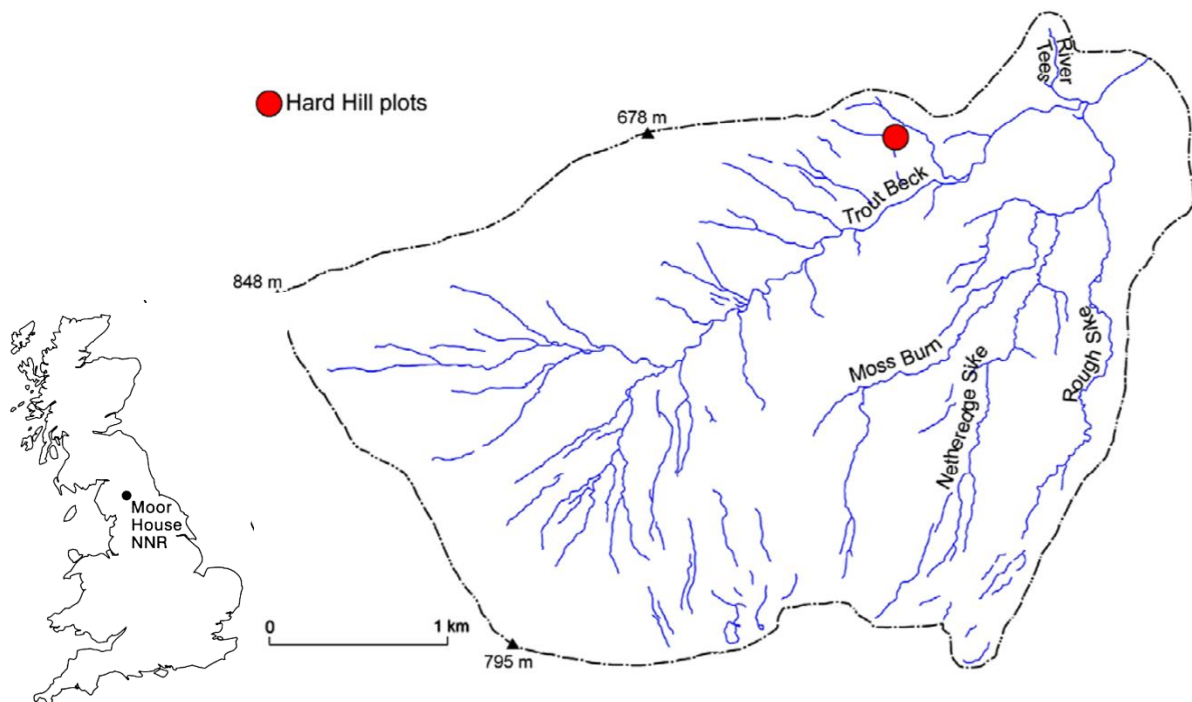 River
Tees
Hard Hill plots
678 m
Trout Beck
848 m
Moss Burn
Netheredge Sike
Rough Sike
Moor
House
NNR
0
1 km
795 m